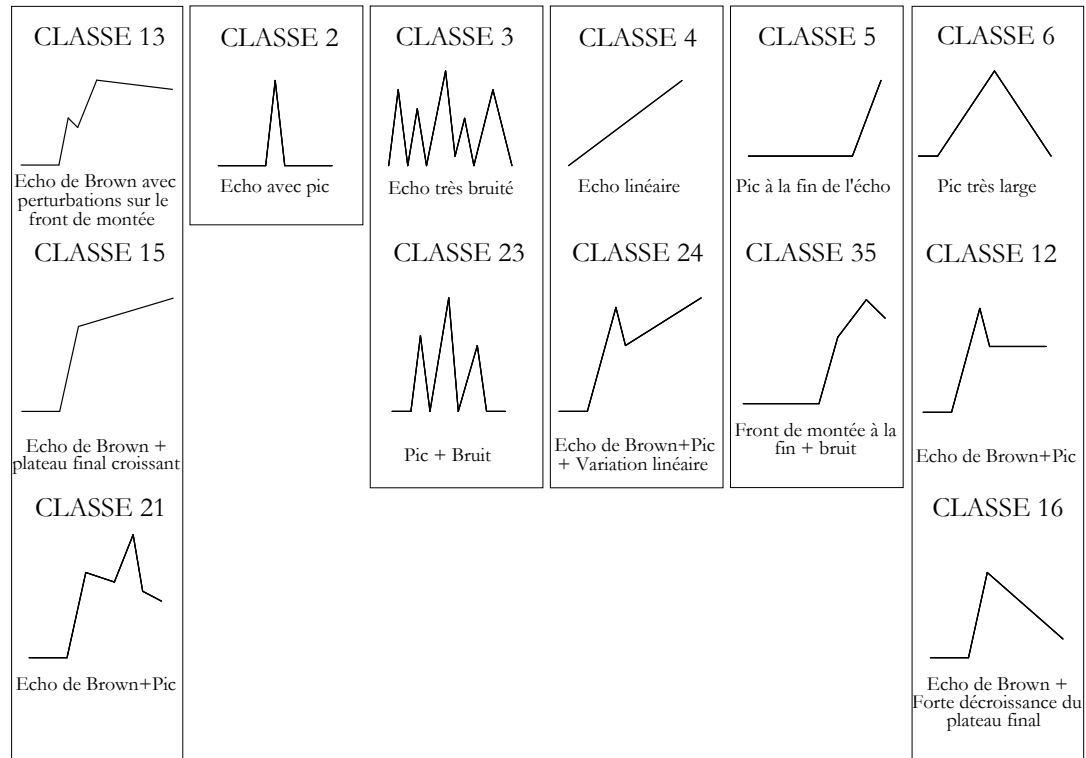 CLASSE 13
Echo de Brown avec
perturbations sur le
front de montée
CLASSE 15
Echo de Brown +
plateau final croissant
CLASSE 21
Echo de Brown+Pic
CLASSE 2
Echo avec pic
CLASSE 3
Echo très bruité
CLASSE 23
Pic + Bruit
CLASSE 4
Echo linéaire
CLASSE 24
Echo de Brown+Pic
+ Variation linéaire
CLASSE 5
Pic à la fin de l'écho
CLASSE 35
Front de montée à la
fin + bruit
CLASSE 6
Pic très large
CLASSE 12
Echo de Brown+Pic
CLASSE 16
Echo de Brown +
Forte décroissance du
plateau final